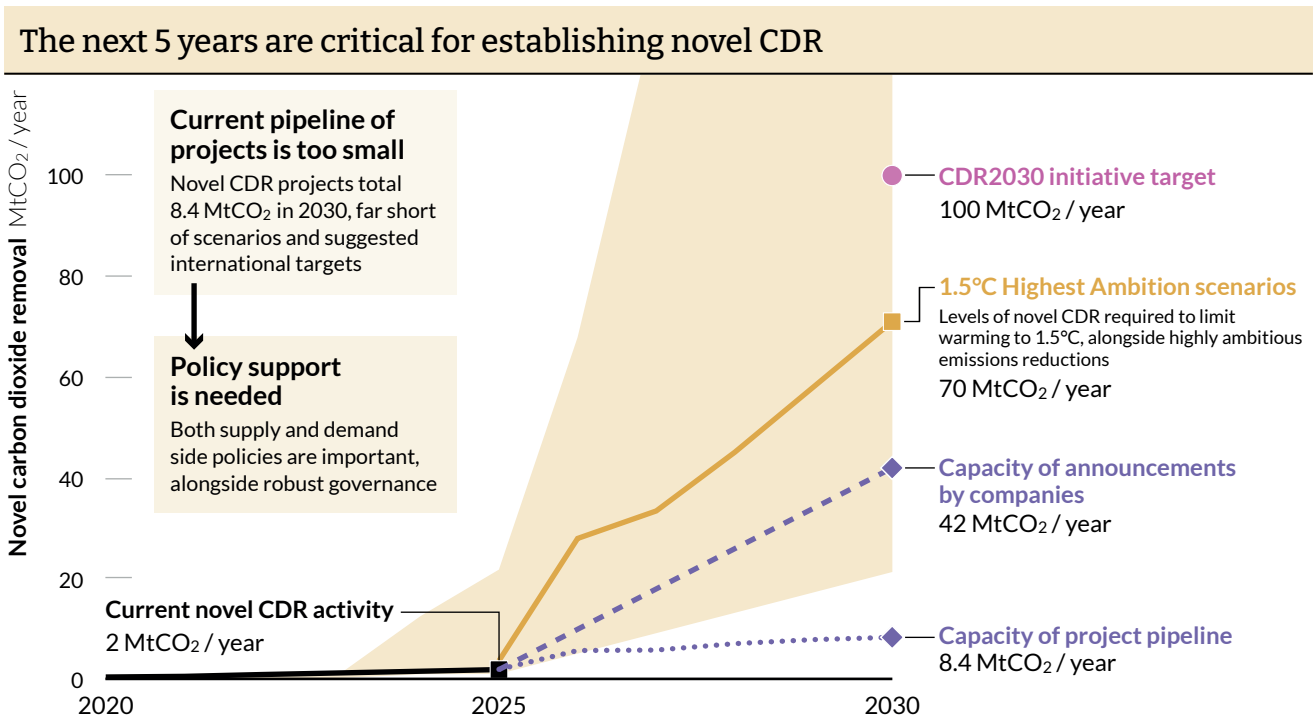 The next 5 years are critical for establishing novel CDR
Novel carbon dioxide removal MtCO₂ / year
100
80
60
40
20
0
2020
2025
2030
Current pipeline of
projects is too small
Novel CDR projects total
8.4 MtCO₂ in 2030, far short
of scenarios and suggested
international targets
Policy support
is needed
Both supply and demand
side policies are important,
alongside robust governance
Current novel CDR activity
2 MtCO₂ / year
CDR2030 initiative target
100 MtCO₂ / year
1.5°C Highest Ambition scenarios
Levels of novel CDR required to limit
warming to 1.5°C, alongside highly ambitious
emissions reductions
70 MtCO₂ / year
Capacity of announcements
by companies
42 MtCO₂ / year
Capacity of project pipeline
8.4 MtCO₂ / year